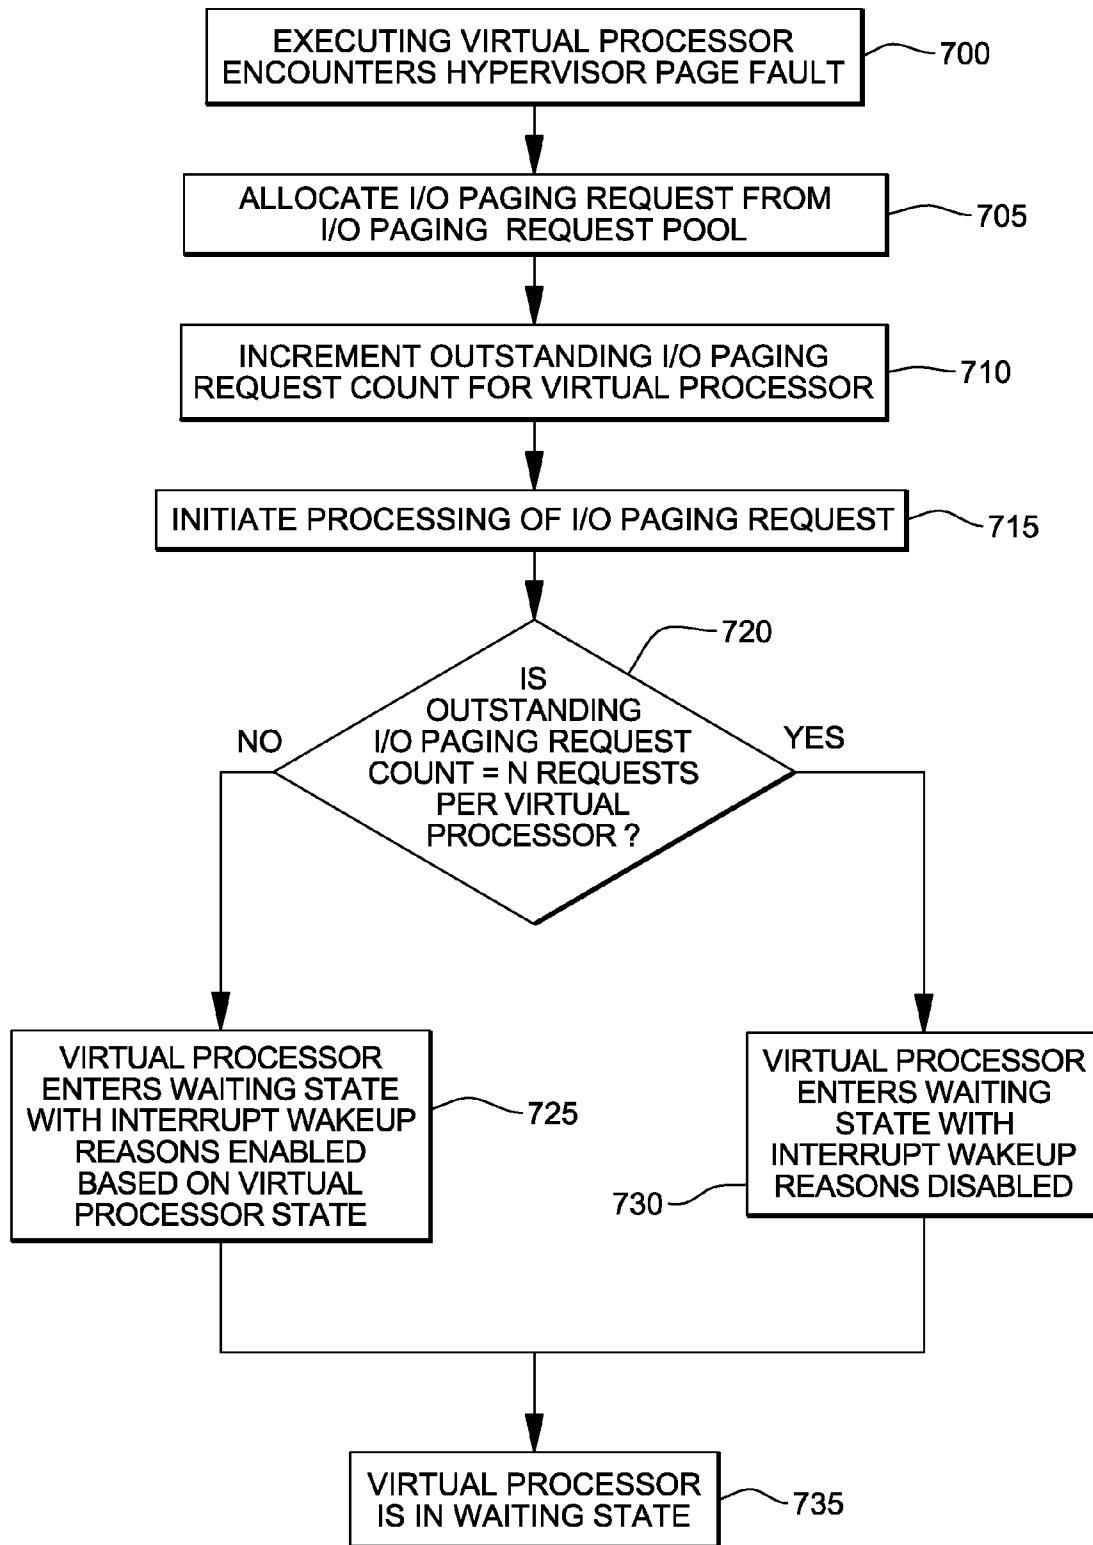 EXECUTING VIRTUAL PROCESSOR
ENCOUNTERS HYPERVISOR PAGE FAULT
700
ALLOCATE I/O PAGING REQUEST FROM
I/O PAGING REQUEST POOL
705
INCREMENT OUTSTANDING I/O PAGING
REQUEST COUNT FOR VIRTUAL PROCESSOR
710
INITIATE PROCESSING OF I/O PAGING REQUEST
715
720
IS
OUTSTANDING
I/O PAGING REQUEST
COUNT = N REQUESTS
PER VIRTUAL
PROCESSOR ?
NO
YES
VIRTUAL PROCESSOR
ENTERS WAITING STATE
WITH INTERRUPT WAKEUP
REASONS ENABLED
BASED ON VIRTUAL
PROCESSOR STATE
725
VIRTUAL PROCESSOR
ENTERS WAITING
STATE WITH
INTERRUPT WAKEUP
REASONS DISABLED
730
VIRTUAL PROCESSOR
IS IN WAITING STATE
735